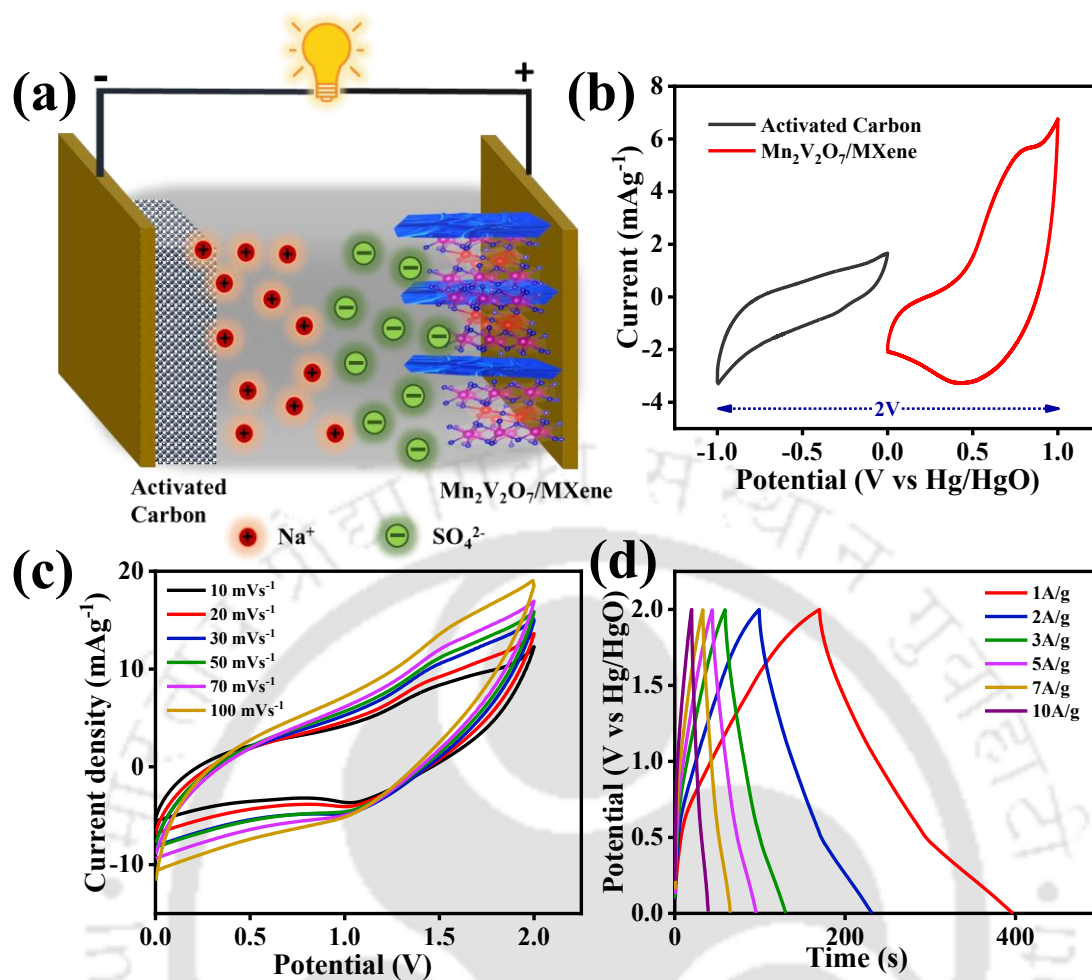 (a)
-
+
Activated
Carbon
Mn₂V₂O₇/MXene
Na⁺
SO₄²⁻
(b)
Current (mAg⁻¹)
8
6
4
2
0
-2
-4
Activated Carbon
Mn₂V₂O₇/MXene
2V
-1.0 -0.5 0.0 0.5 1.0
Potential (V vs Hg/HgO)
(c)
Current density (mAg⁻¹)
20
10
0
-10
10 mVs⁻¹
20 mVs⁻¹
30 mVs⁻¹
50 mVs⁻¹
70 mVs⁻¹
100 mVs⁻¹
0.0 0.5 1.0 1.5 2.0
Potential (V)
(d)
Potential (V vs Hg/HgO)
2.0
1.5
1.0
0.5
0.0
1A/g
2A/g
3A/g
5A/g
7A/g
10A/g
0 200 400
Time (s)